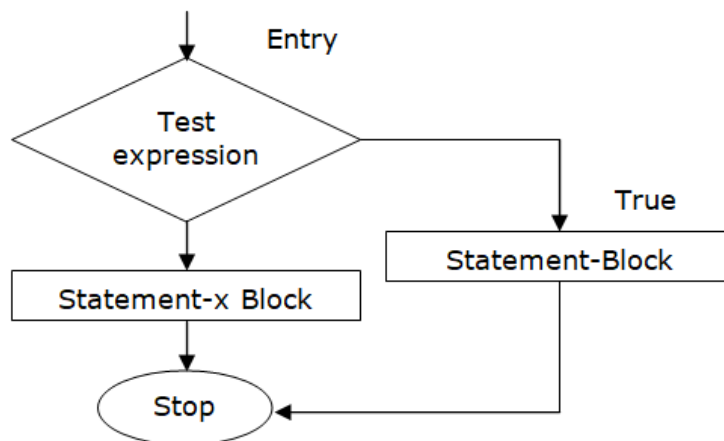 Entry
Test
expression
True
Statement-Block
Statement-x Block
Stop